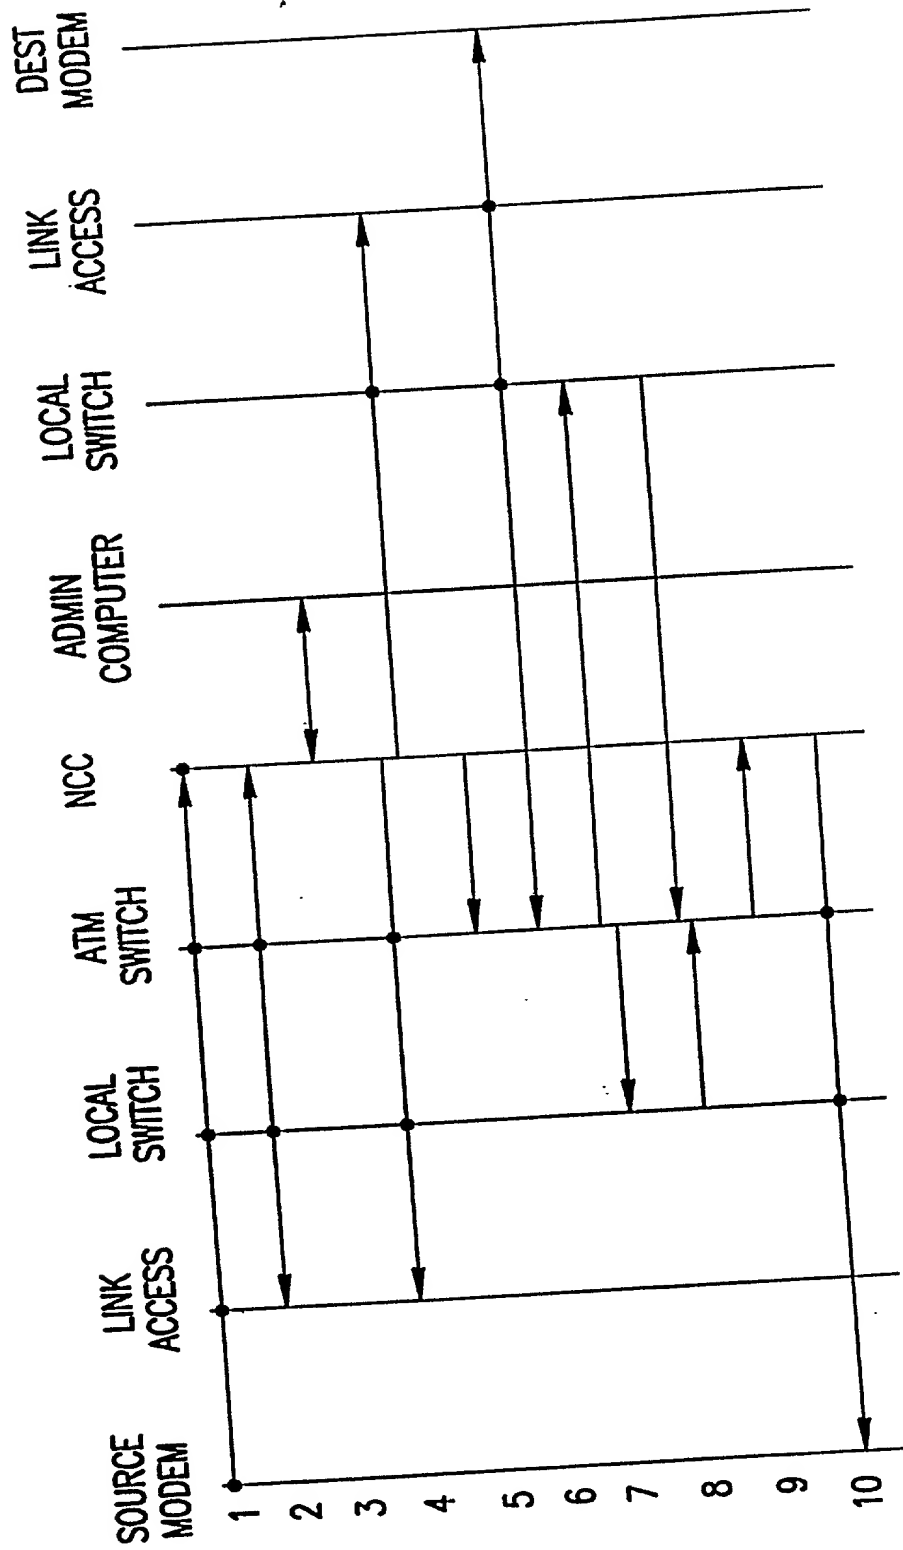 SOURCE
MODEM
LINK
ACCESS
LOCAL
SWITCH
ATM
SWITCH
NCC
ADMIN
COMPUTER
LOCAL
SWITCH
LINK
ACCESS
DEST
MODEM
1
2
3
4
5
6
7
8
9
10